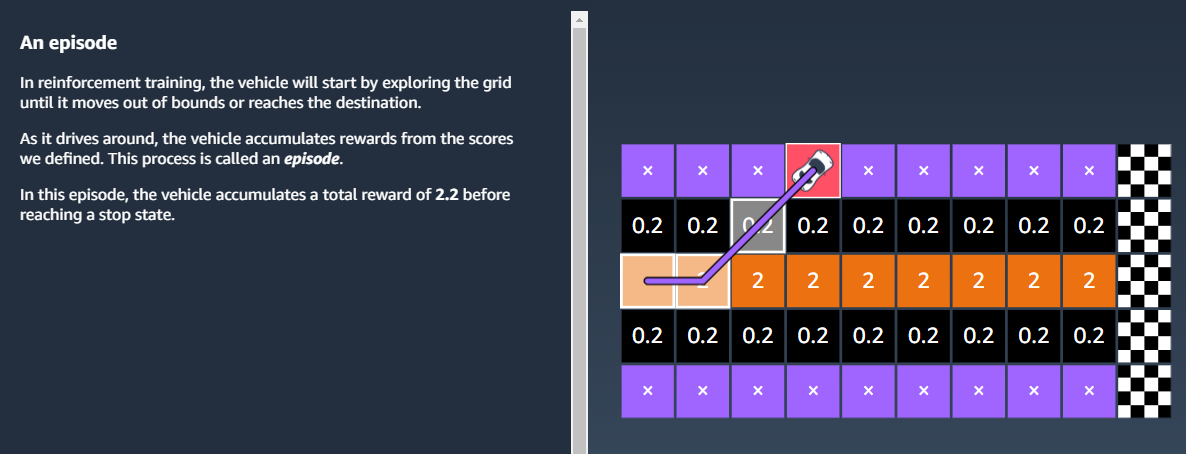 An episode
In reinforcement training, the vehicle will start by exploring the grid
until it moves out of bounds or reaches the destination.
As it drives around, the vehicle accumulates rewards from the scores
we defined. This process is called an episode.
In this episode, the vehicle accumulates a total reward of 2.2 before
reaching a stop state.
× × × × × × × ×
0.2 0.2 0.2 0.2 0.2 0.2 0.2 0.2 0.2
2 2 2 2 2 2 2 2
0.2 0.2 0.2 0.2 0.2 0.2 0.2 0.2 0.2
× × × × × × × × ×